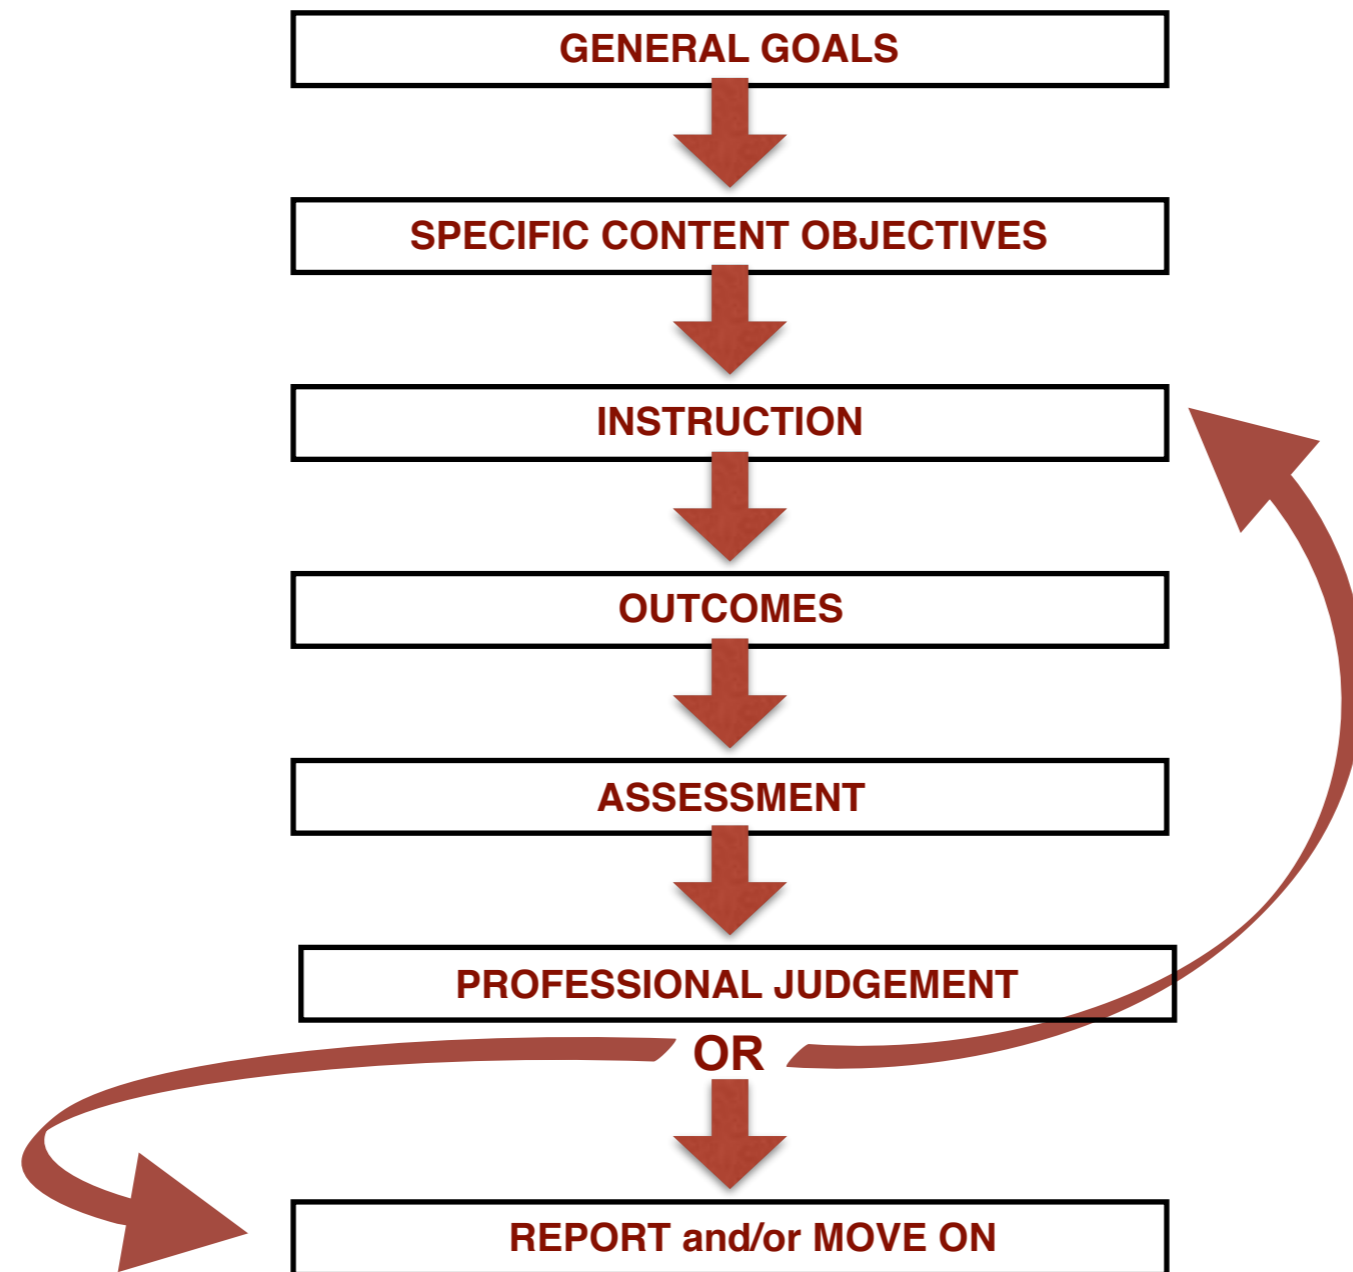 GENERAL GOALS
SPECIFIC CONTENT OBJECTIVES
INSTRUCTION
OUTCOMES
ASSESSMENT
PROFESSIONAL JUDGEMENT
OR
REPORT and/or MOVE ON